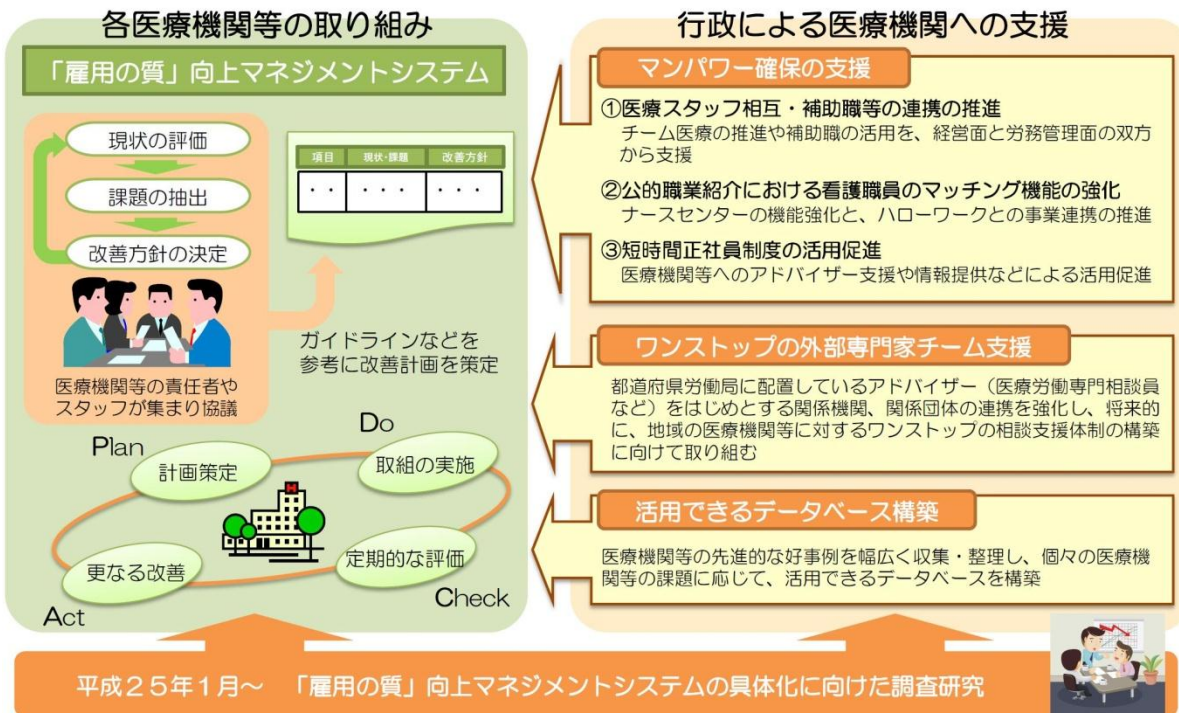 各医療機関等の取り組み
「雇用の質」向上マネジメントシステム
現状の評価
課題の抽出
改善方針の決定
医療機関等の責任者や
スタッフが集まり協議
項目 現状・課題 改善方針
・・ ・・・ ・・・
ガイドラインなどを
参考に改善計画を策定
Plan
計画策定
Do
取組の実施
H
定期的な評価
Check
更なる改善
Act
行政による医療機関への支援
マンパワー確保の支援
①医療スタッフ相互・補助職等の連携の推進
チーム医療の推進や補助職の活用を、経営面と労務管理面の双方
から支援
②公的職業紹介における看護職員のマッチング機能の強化
ナースセンターの機能強化と、ハローワークとの事業連携の推進
③短時間正社員制度の活用促進
医療機関等へのアドバイザー支援や情報提供などによる活用促進
ワンストップの外部専門家チーム支援
都道府県労働局に配置しているアドバイザー（医療労働専門相談員
など）をはじめとする関係機関、関係団体の連携を強化し、将来的
に、地域の医療機関等に対するワンストップの相談支援体制の構築
に向けて取り組む
活用できるデータベース構築
医療機関等の先進的な好事例を幅広く収集・整理し、個々の医療機
関等の課題に応じて、活用できるデータベースを構築
平成２５年１月～　「雇用の質」向上マネジメントシステムの具体化に向けた調査研究